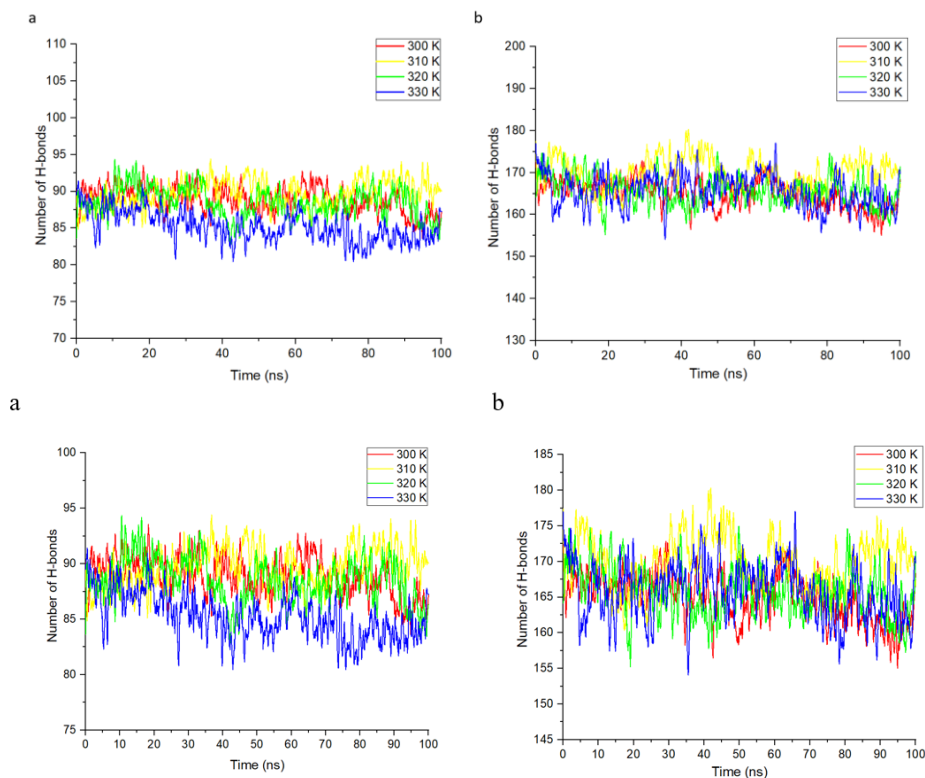 a
110
105
100
95
90
85
80
75
70
Number of H-bonds
0 20 40 60 80 100
Time (ns)
300 K
310 K
320 K
330 K
b
200
190
180
170
160
150
140
130
Number of H-bonds
0 20 40 60 80 100
Time (ns)
300 K
310 K
320 K
330 K
a
100
95
90
85
80
75
Number of H-bonds
0 10 20 30 40 50 60 70 80 90 100
Time (ns)
300 K
310 K
320 K
330 K
b
185
180
175
170
165
160
155
150
145
Number of H-bonds
0 10 20 30 40 50 60 70 80 90 100
Time (ns)
300 K
310 K
320 K
330 K